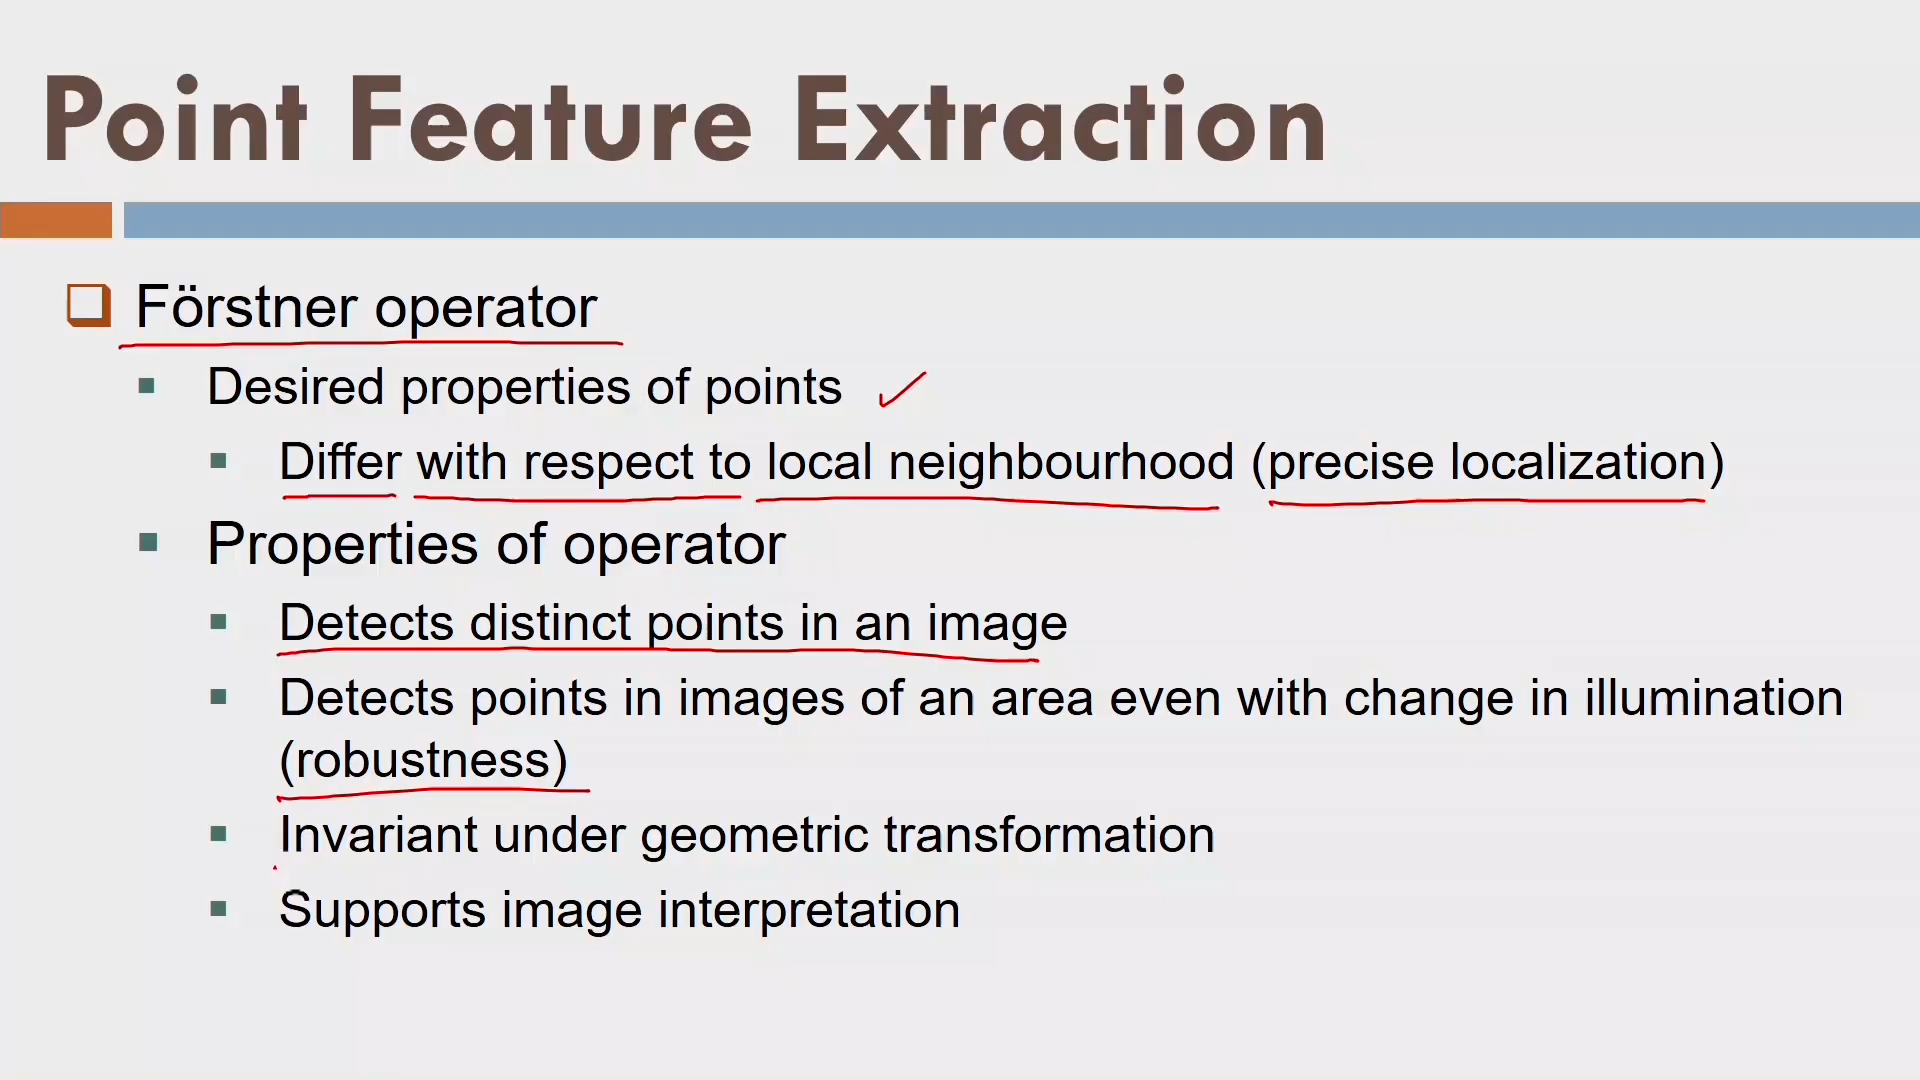 Point Feature Extraction
Förstner operator
Desired properties of points
Differ with respect to local neighbourhood (precise localization)
Properties of operator
Detects distinct points in an image
Detects points in images of an area even with change in illumination
(robustness)
Invariant under geometric transformation
Supports image interpretation